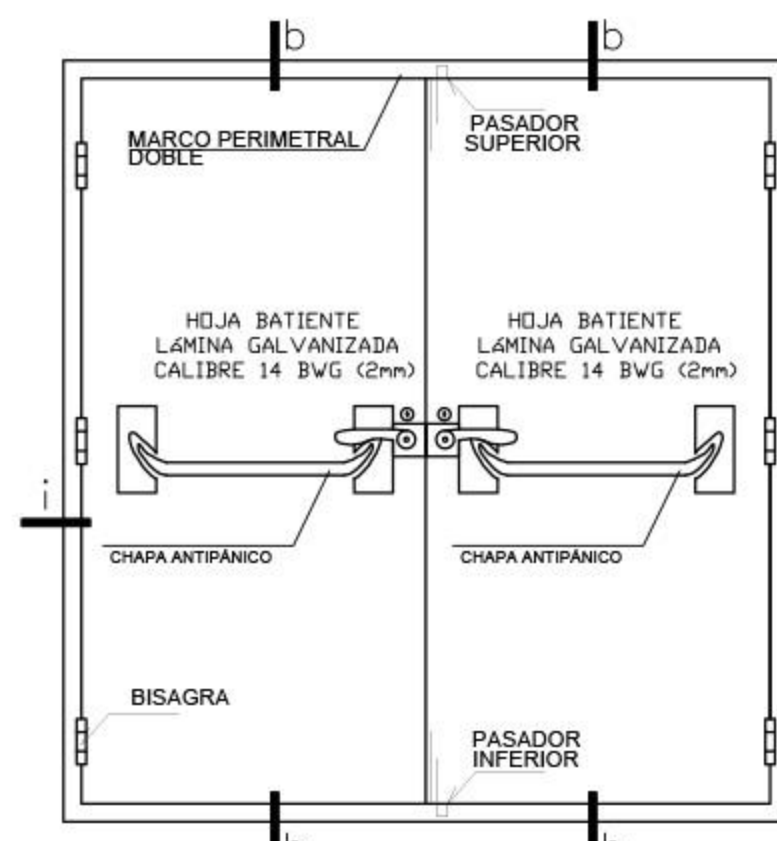 b
b
MARCO PERIMETRAL
DOBLE
PASADOR
SUPERIOR
HOJA BATIENTE
LáMINA GALVANIZADA
CALIBRE 14 BWG (2mm)
HOJA BATIENTE
LáMINA GALVANIZADA
CALIBRE 14 BWG (2mm)
i
CHAPA ANTIPÁNICO
CHAPA ANTIPÁNICO
BISAGRA
PASADOR
INFERIOR